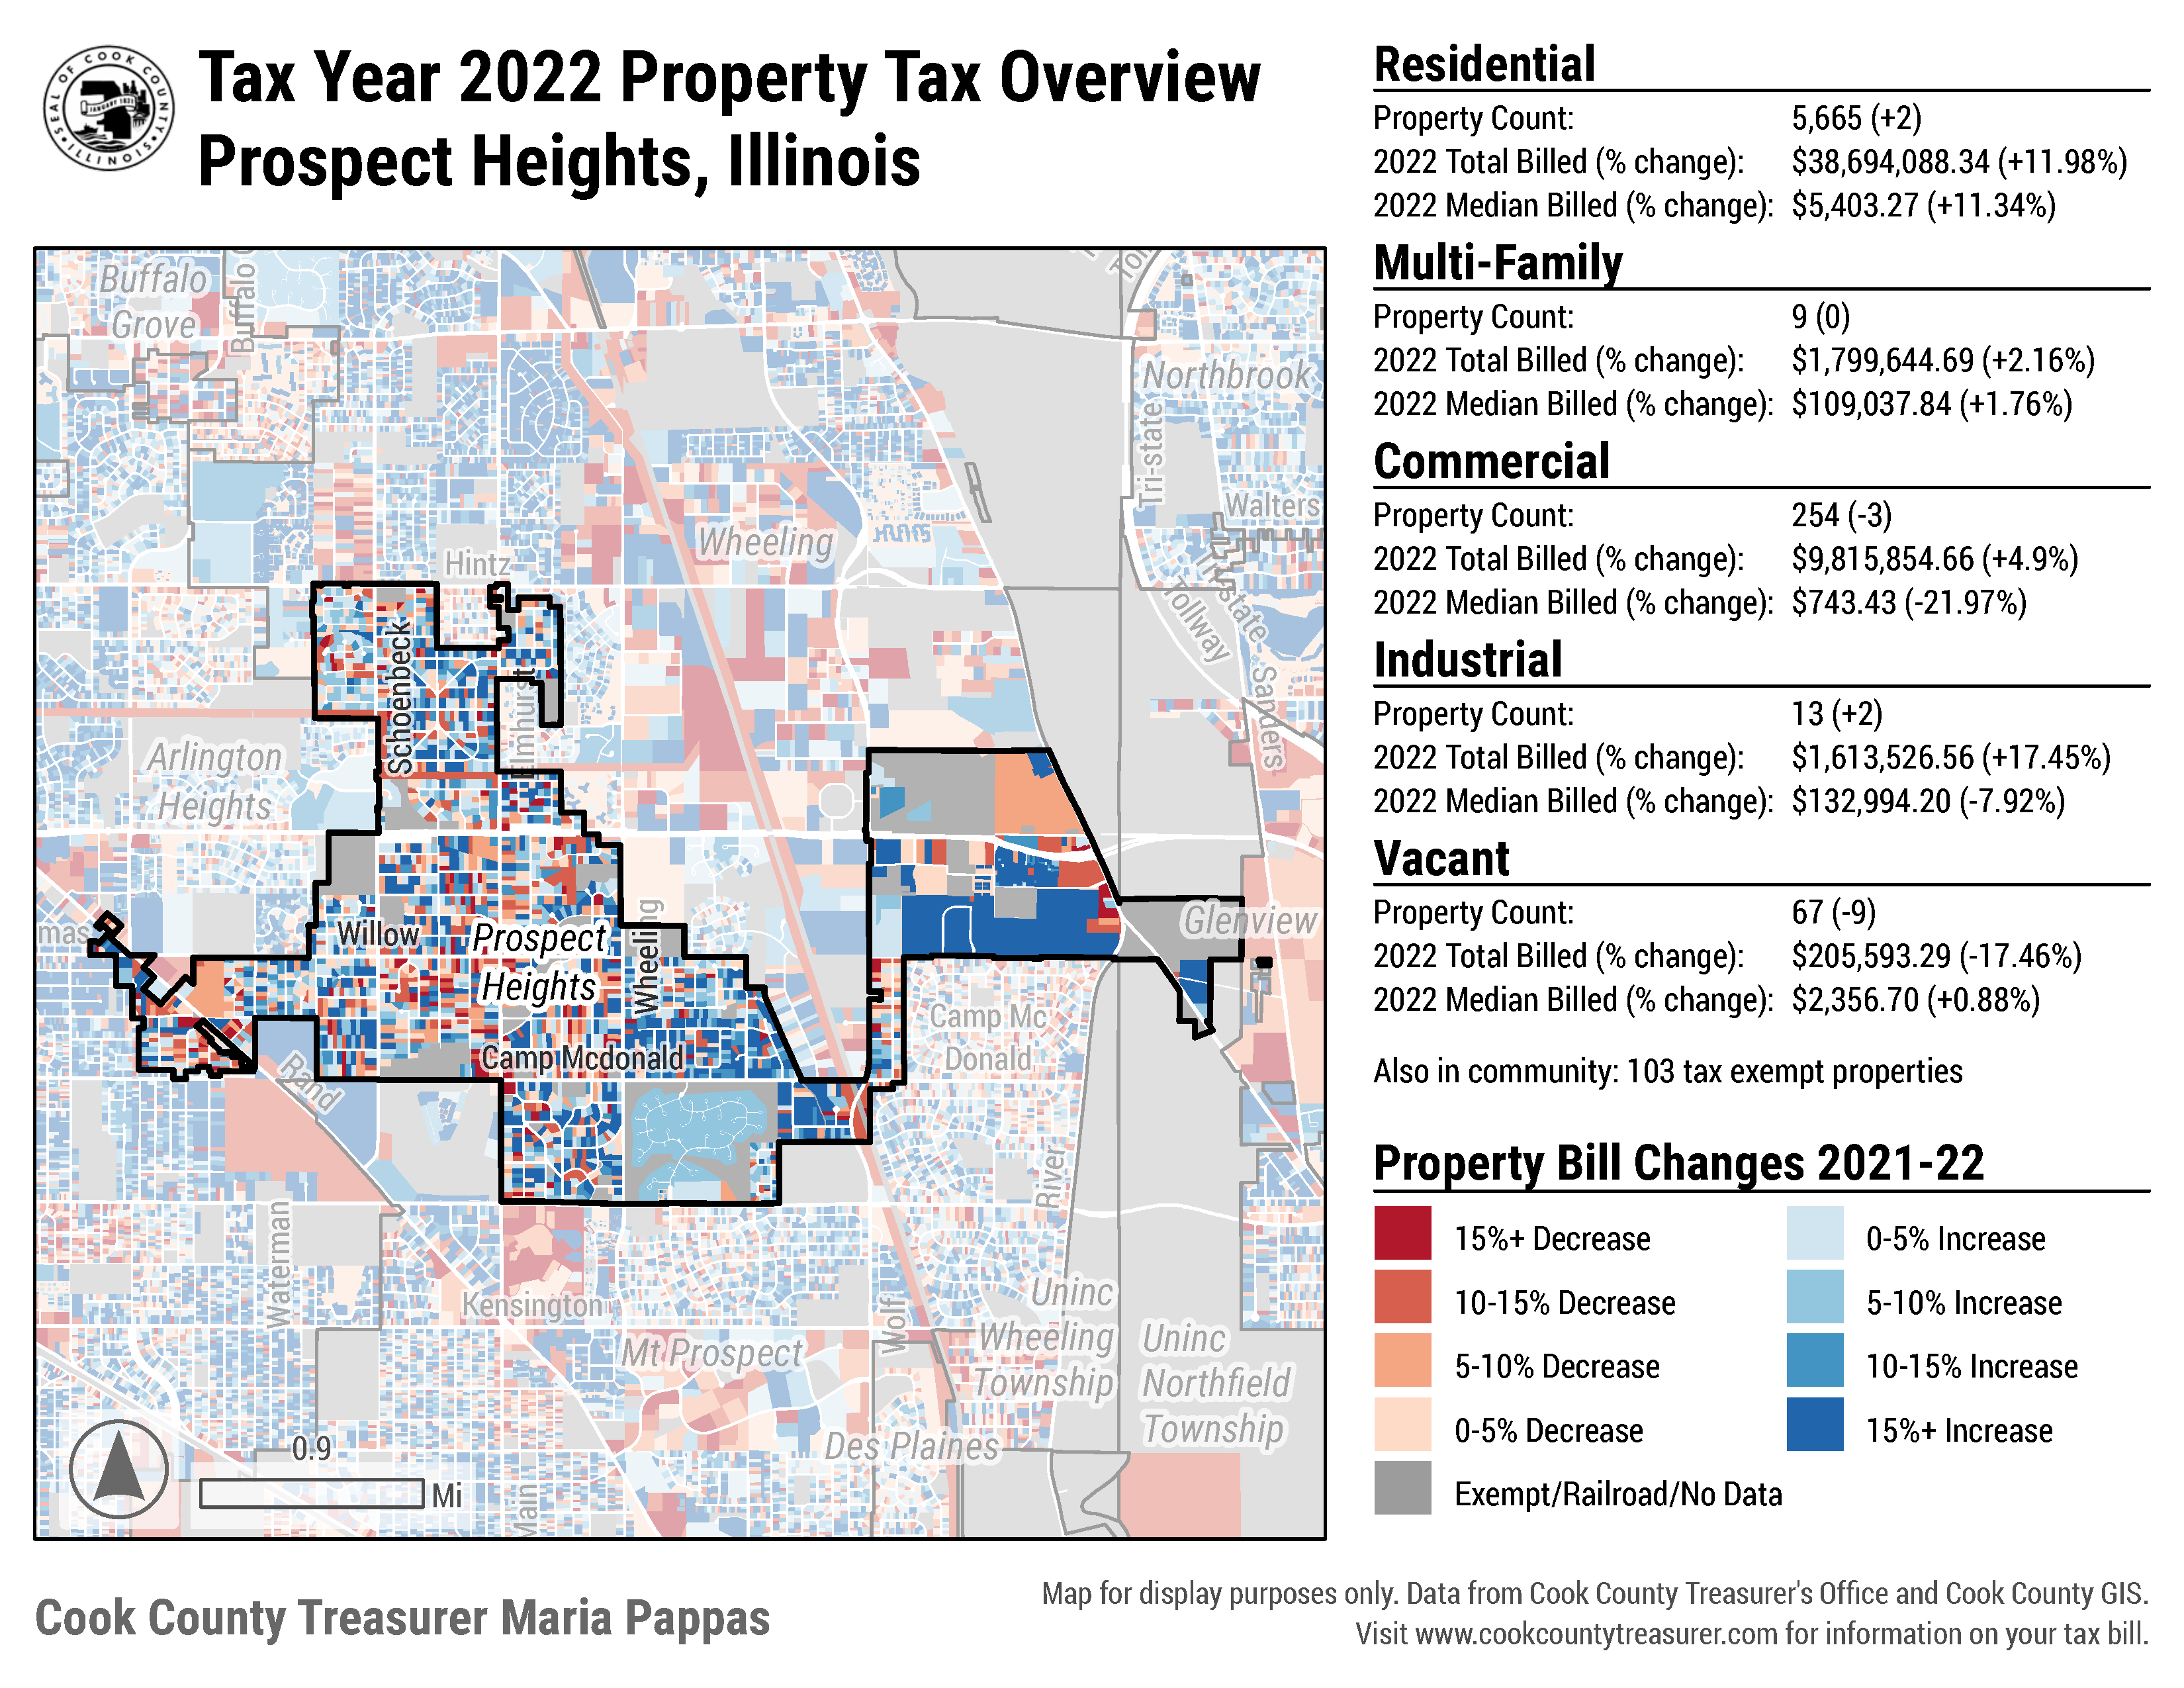 SEAL OF COOK COUNTY
JANUARY 1831
ILLINOIS
Tax Year 2022 Property Tax Overview
Prospect Heights, Illinois
Residential
Property Count: 5,665 (+2)
2022 Total Billed (% change): $38,694,088.34 (+11.98%)
2022 Median Billed (% change): $5,403.27 (+11.34%)
Multi-Family
Property Count: 9 (0)
2022 Total Billed (% change): $1,799,644.69 (+2.16%)
2022 Median Billed (% change): $109,037.84 (+1.76%)
Commercial
Property Count: 254 (-3)
2022 Total Billed (% change): $9,815,854.66 (+4.9%)
2022 Median Billed (% change): $743.43 (-21.97%)
Industrial
Property Count: 13 (+2)
2022 Total Billed (% change): $1,613,526.56 (+17.45%)
2022 Median Billed (% change): $132,994.20 (-7.92%)
Vacant
Property Count: 67 (-9)
2022 Total Billed (% change): $205,593.29 (-17.46%)
2022 Median Billed (% change): $2,356.70 (+0.88%)
Also in community: 103 tax exempt properties
Property Bill Changes 2021-22
15%+ Decrease
10-15% Decrease
5-10% Decrease
0-5% Decrease
Exempt/Railroad/No Data
0-5% Increase
5-10% Increase
10-15% Increase
15%+ Increase
Buffalo
Grove
Buffalo
Northbrook
Tri-state
Walters
Wheeling
Hintz
Tri-state
Tollway
Sanders
Schoenbeck
Elmhurst
Arlington
Heights
Glenview
mas
Willow
Prospect
Heights
Wheeling
Camp Mc
Donald
Camp Mcdonald
Rand
River
Waterman
Kensington
Wolf
Mt Prospect
Uninc
Wheeling
Township
Uninc
Northfield
Township
Des Plaines
Main
0.9
Mi
Cook County Treasurer Maria Pappas
Map for display purposes only. Data from Cook County Treasurer's Office and Cook County GIS.
Visit www.cookcountytreasurer.com for information on your tax bill.